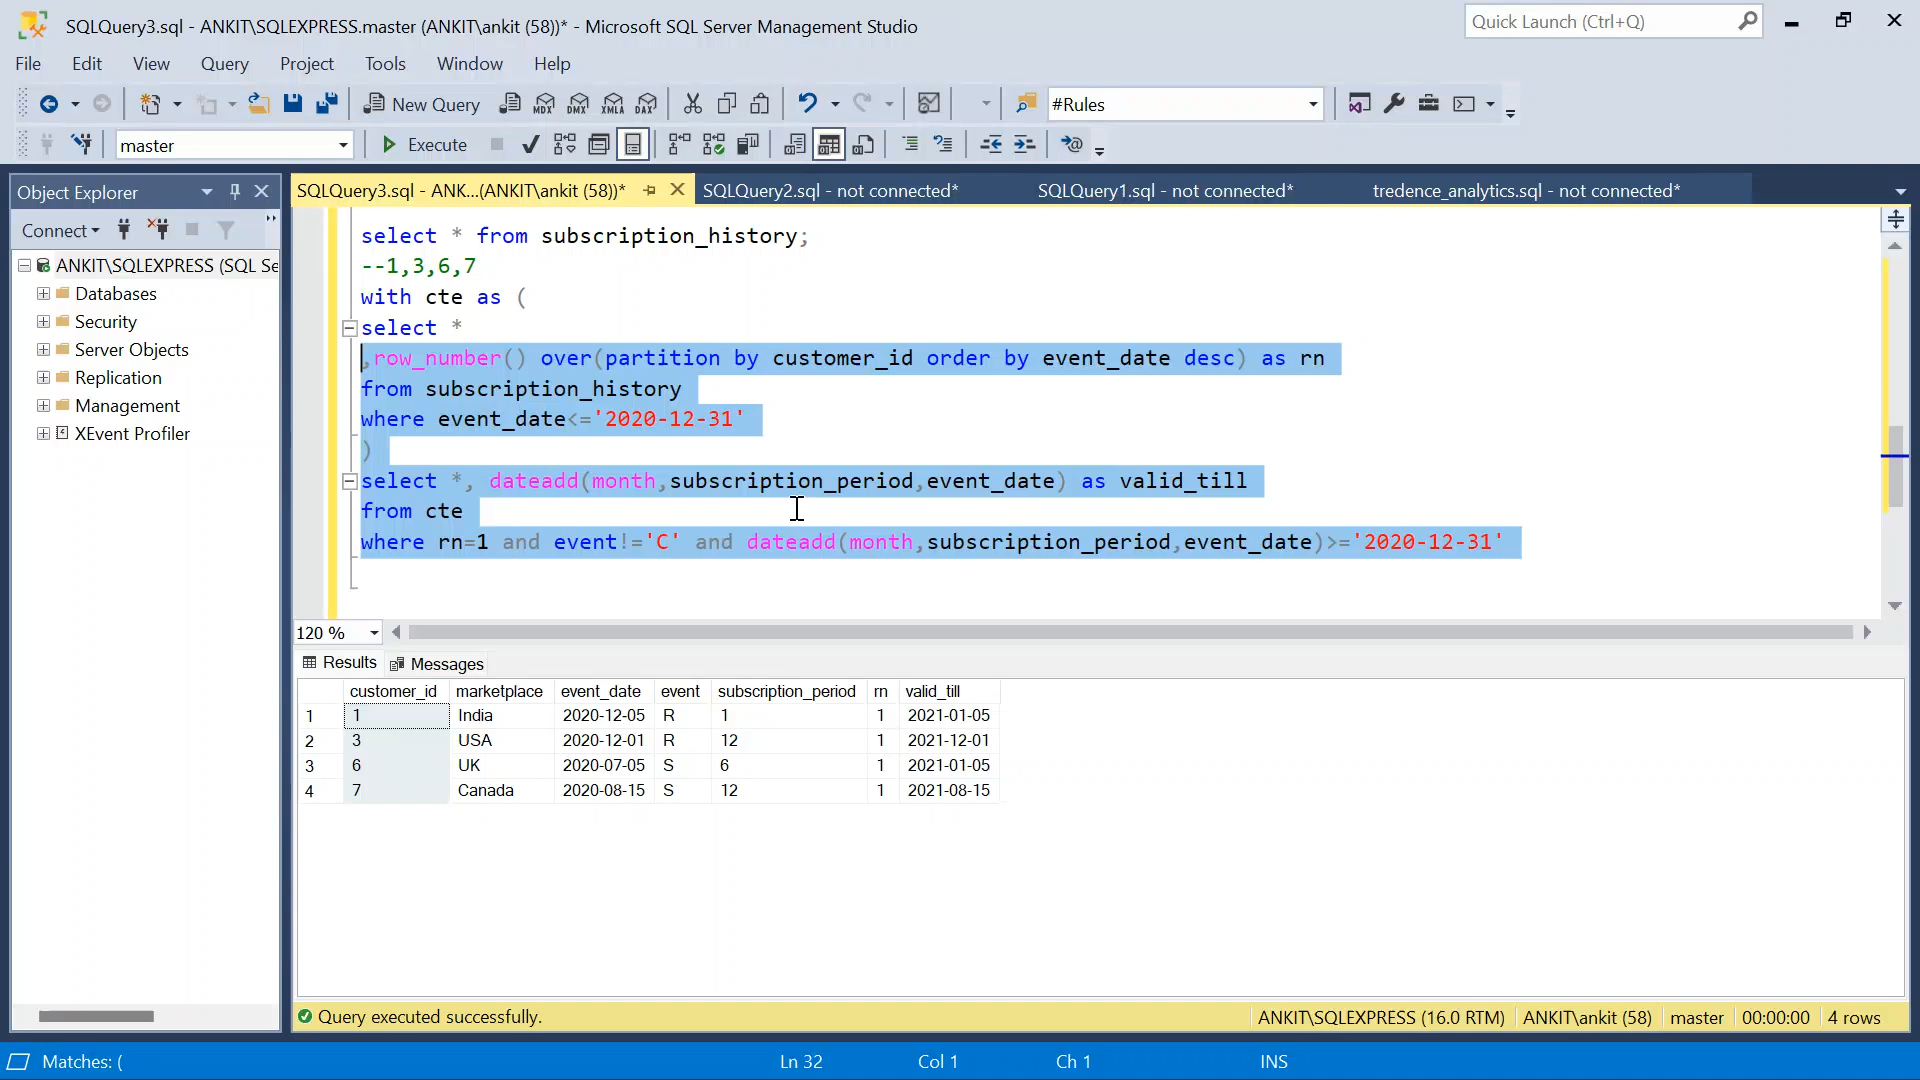 SQLQuery3.sql - ANKIT\SQLEXPRESS.master (ANKIT\ankit (58))* - Microsoft SQL Server Management Studio
Quick Launch (Ctrl+Q)
File Edit View Query Project Tools Window Help
New Query MDX DMX XMLA DAX #Rules
master Execute
Object Explorer
SQLQuery3.sql - ANK...(ANKIT\ankit (58))* SQLQuery2.sql - not connected* SQLQuery1.sql - not connected* tredence_analytics.sql - not connected*
Connect
ANKIT\SQLEXPRESS (SQL Se
Databases
Security
Server Objects
Replication
Management
XEvent Profiler
select * from subscription_history;
--1,3,6,7
with cte as (
select *
,row_number() over(partition by customer_id order by event_date desc) as rn
from subscription_history
where event_date<='2020-12-31'
)
select *, dateadd(month,subscription_period,event_date) as valid_till
from cte
where rn=1 and event!='C' and dateadd(month,subscription_period,event_date)>='2020-12-31'
120 %
Results Messages
customer_id marketplace event_date event subscription_period rn valid_till
1 1 India 2020-12-05 R 1 1 2021-01-05
2 3 USA 2020-12-01 R 12 1 2021-12-01
3 6 UK 2020-07-05 S 6 1 2021-01-05
4 7 Canada 2020-08-15 S 12 1 2021-08-15
Query executed successfully. ANKIT\SQLEXPRESS (16.0 RTM) ANKIT\ankit (58) master 00:00:00 4 rows
Matches: ( Ln 32 Col 1 Ch 1 INS